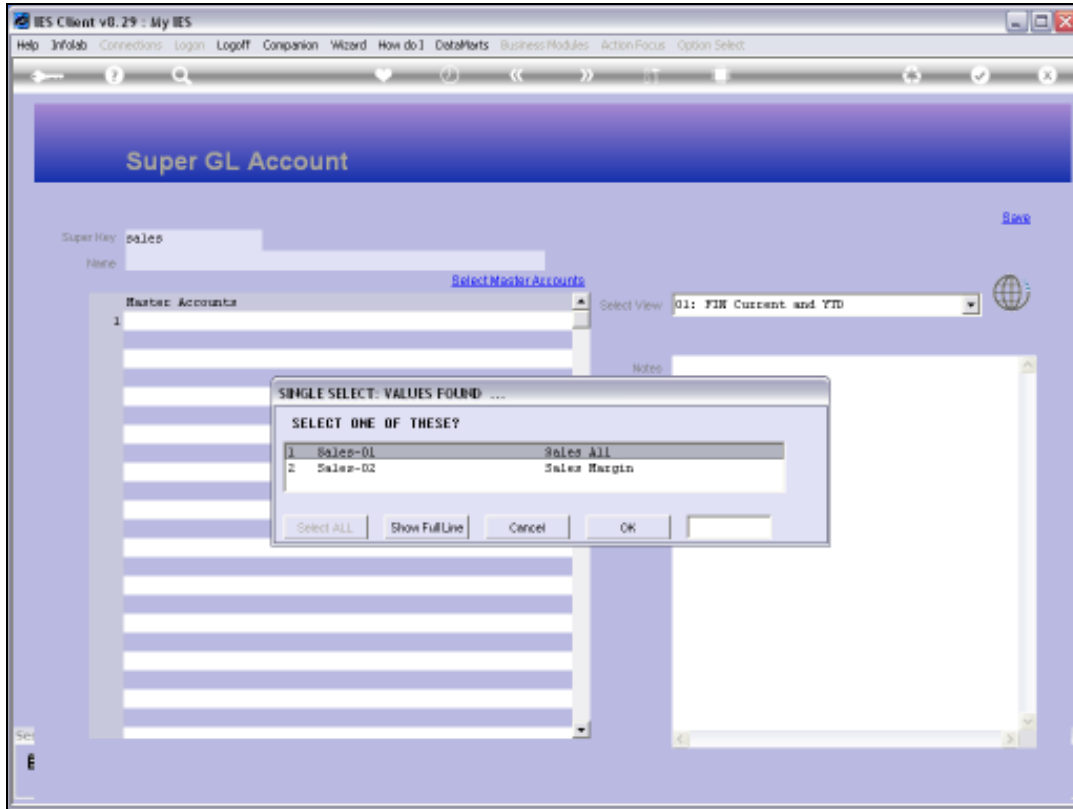 IES Client v8.29 : My IES
Help Infolab Connections Logon Logoff Companion Wizard How do I DataMarts Business Modules Action Focus Option Select
Super GL Account
Save
Super Key sales
Name
Select Master Accounts
Master Accounts
Select View 01: FIN Current and YTD
1
Notes
SINGLE SELECT: VALUES FOUND ...
SELECT ONE OF THESE?
1 Sales-01 Sales All
2 Sales-02 Sales Margin
Select ALL Show Full Line Cancel OK